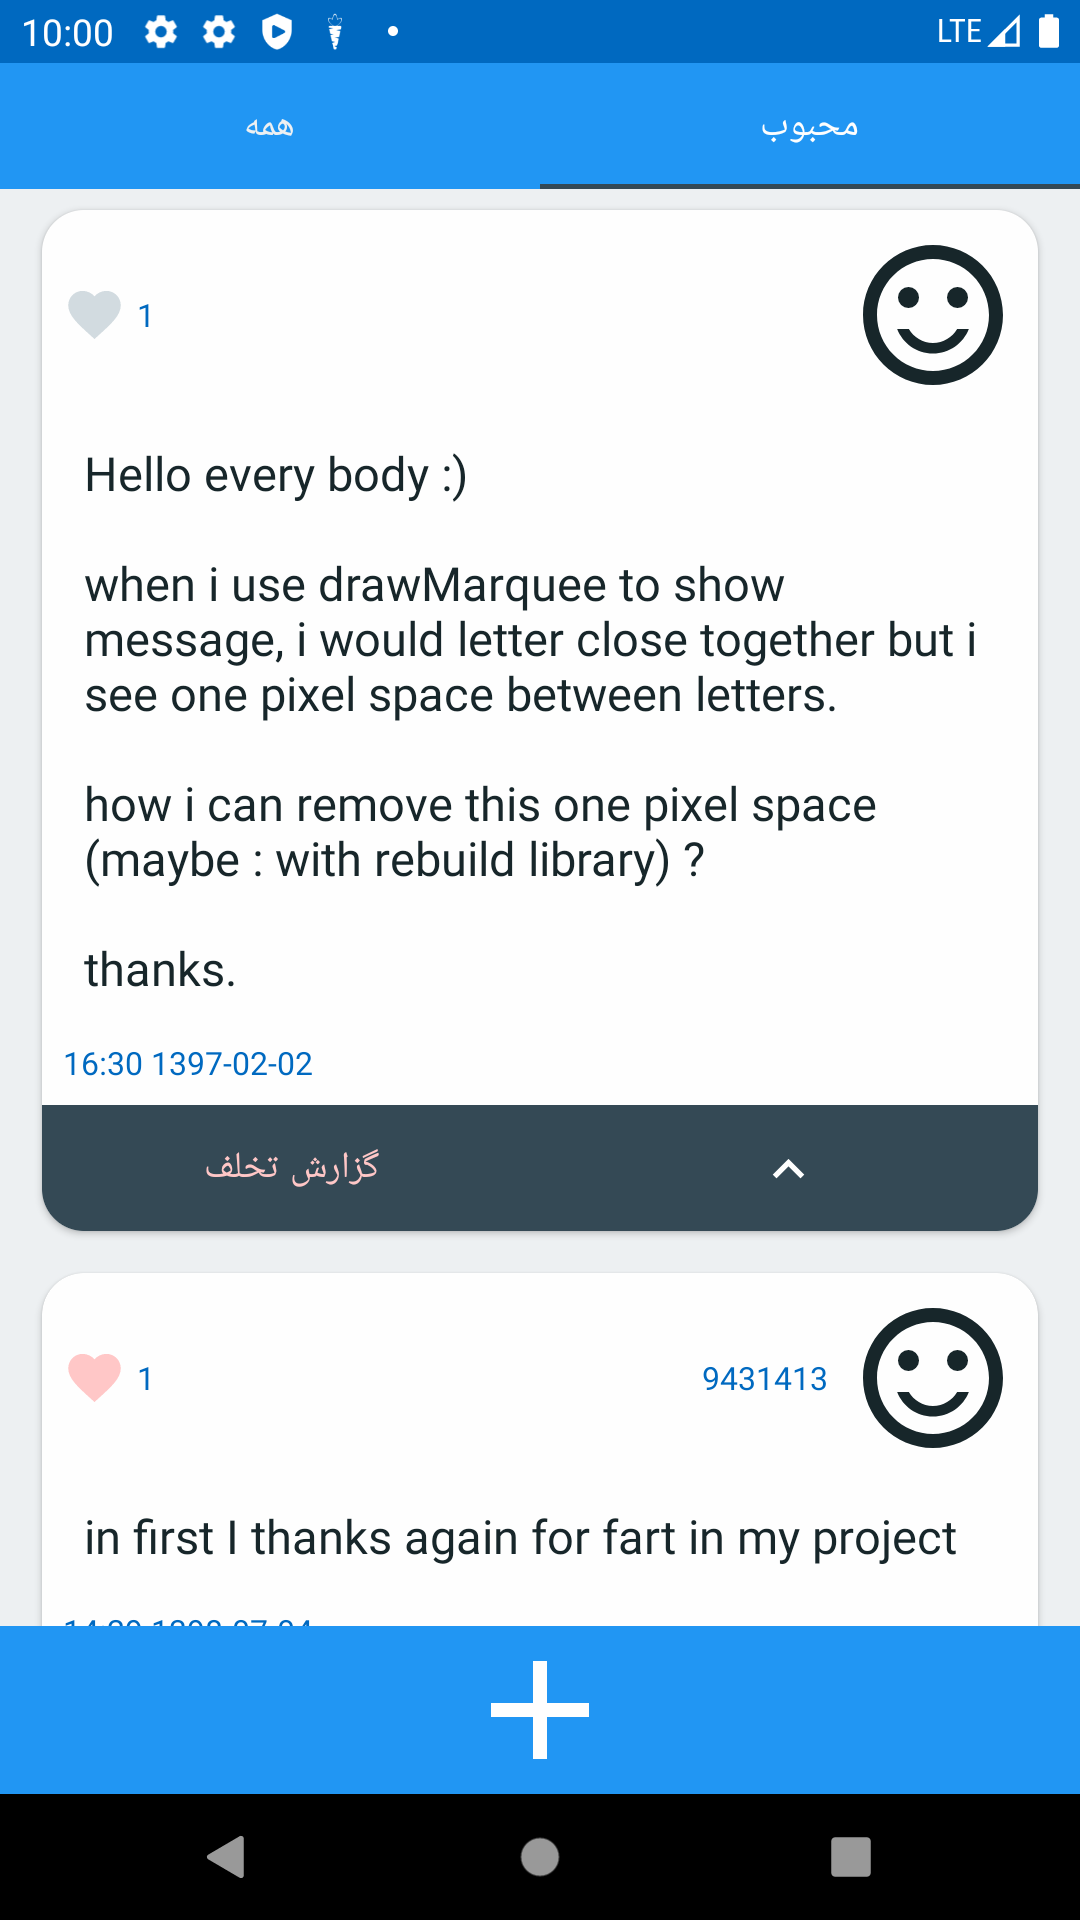 10:00
LTE
همه
محبوب
1
Hello every body :)
when i use drawMarquee to show
message, i would letter close together but i
see one pixel space between letters.
how i can remove this one pixel space
(maybe : with rebuild library) ?
thanks.
16:30 1397-02-02
گزارش تخلف
1
9431413
in first I thanks again for fart in my project